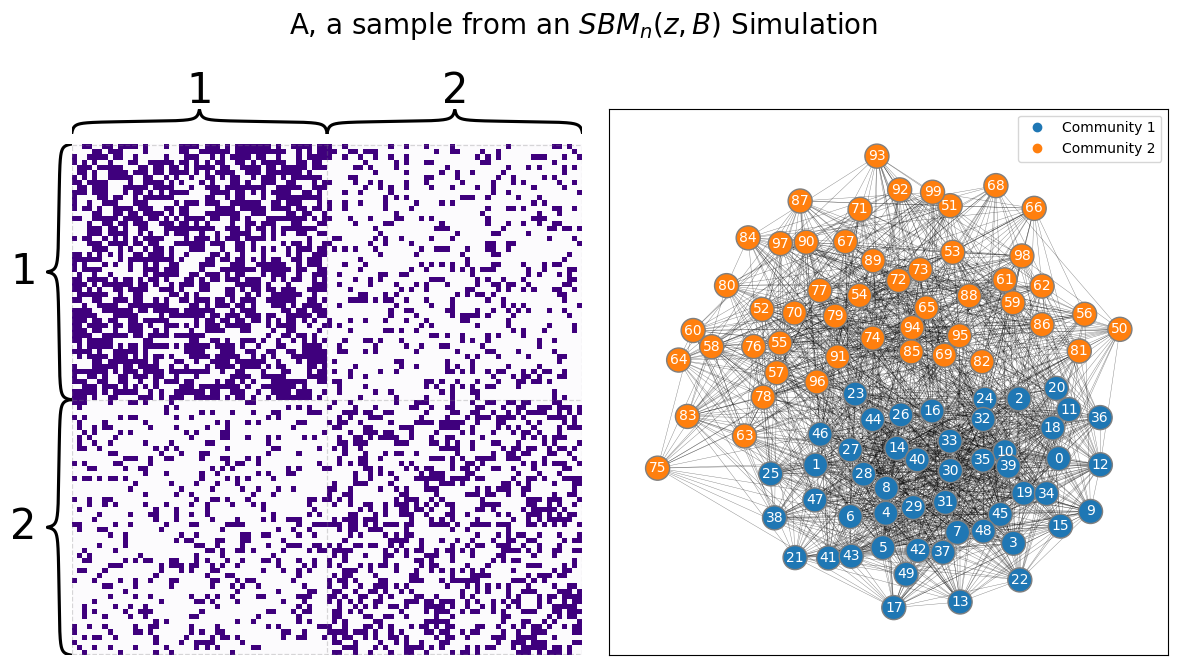 A, a sample from an $SBM_n(z, B)$ Simulation
1 2
1
2
Community 1
Community 2
93
92 99 68
87 71 51 66
84 97 90 67 53 98
89 73 61 62
80 77 72 88 59
52 70 79 54 65 86 56
60 58 94 50
64 76 55 74 95 81
91 85 69 82
57 96
78 23 24 2 20
83 44 26 16 32 11 36
63 46 33 18
27 14 10
75 25 1 28 40 30 35 39 0 12
47 8 31 19 34
38 6 4 29 45 9
7 48 15
21 41 43 5 42 37 3
49 22
17 13